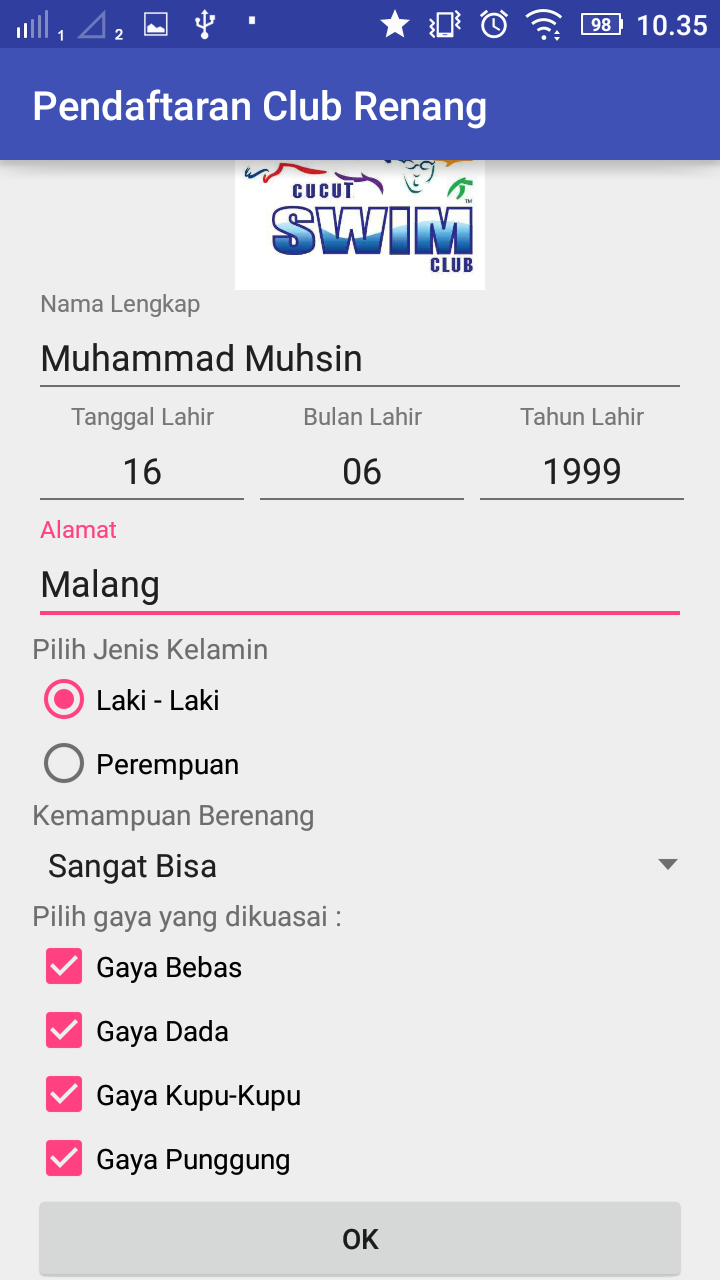 1 2 98 10.35
Pendaftaran Club Renang
CUCUT
SWIM TM
CLUB
Nama Lengkap
Muhammad Muhsin
Tanggal Lahir Bulan Lahir Tahun Lahir
16 06 1999
Alamat
Malang
Pilih Jenis Kelamin
Laki - Laki
Perempuan
Kemampuan Berenang
Sangat Bisa
Pilih gaya yang dikuasai :
Gaya Bebas
Gaya Dada
Gaya Kupu-Kupu
Gaya Punggung
OK